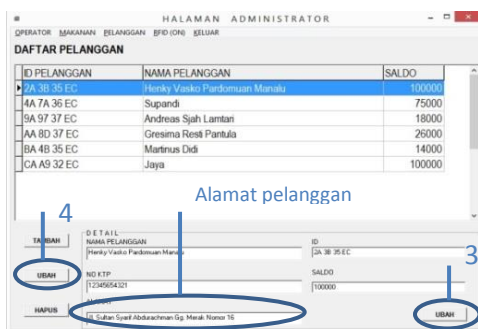 HALAMAN ADMINISTRATOR
OPERATOR MAKANAN PELANGGAN RFID (ON) KELUAR
DAFTAR PELANGGAN
ID PELANGGAN NAMA PELANGGAN SALDO
2A 3B 35 EC Henky Vasko Pardomuan Manalu 100000
4A 7A 36 EC Supandi 75000
9A 97 37 EC Andreas Sjah Lamtari 18000
AA 8D 37 EC Gresima Resti Pantula 26000
BA 4B 35 EC Martinus Didi 14000
CA A9 32 EC Jaya 100000
Alamat pelanggan
4
3
TAMBAH
DETAIL
NAMA PELANGGAN ID
Henky Vasko Pardomuan Manalu 2A 3B 35 EC
UBAH
NO KTP SALDO
12345654321 100000
HAPUS
Jl. Sultan Syarif Abdurachman Gg. Merak Nomor 16
UBAH